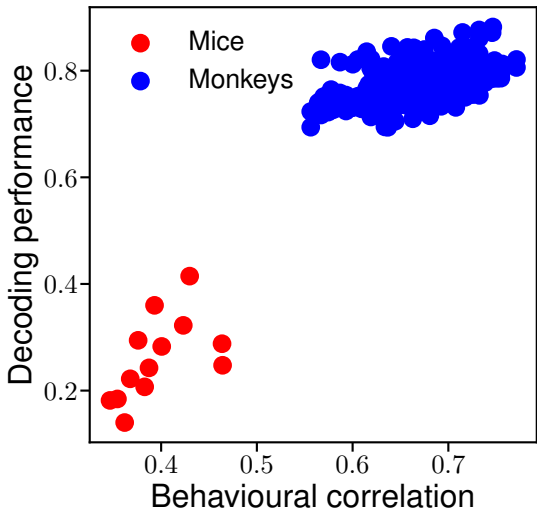 Mice
Monkeys
Decoding performance
0.8
0.6
0.4
0.2
0.4 0.5 0.6 0.7
Behavioural correlation